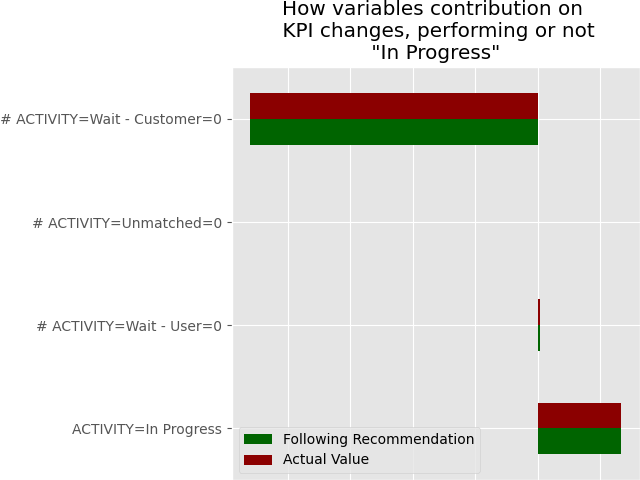 How variables contribution on
KPI changes, performing or not
"In Progress"
# ACTIVITY=Wait - Customer=0
# ACTIVITY=Unmatched=0
# ACTIVITY=Wait - User=0
ACTIVITY=In Progress
Following Recommendation
Actual Value